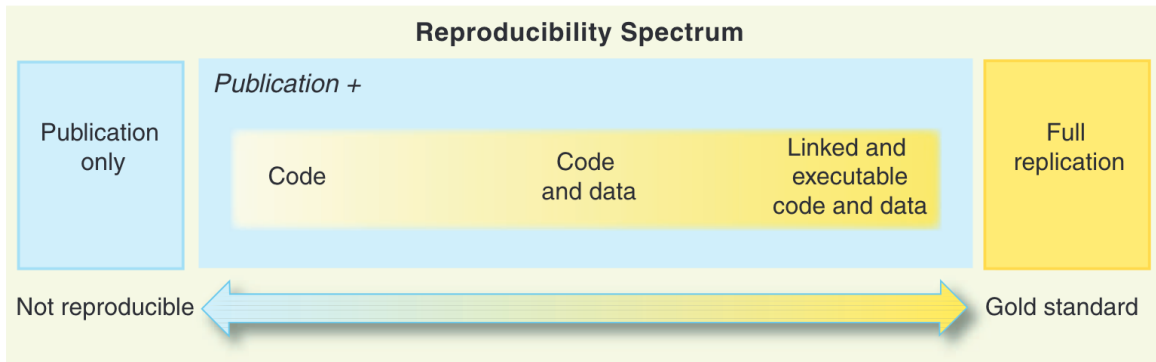 Reproducibility Spectrum
Publication
only
Publication +
Code
Code
and data
Linked and
executable
code and data
Full
replication
Not reproducible
Gold standard